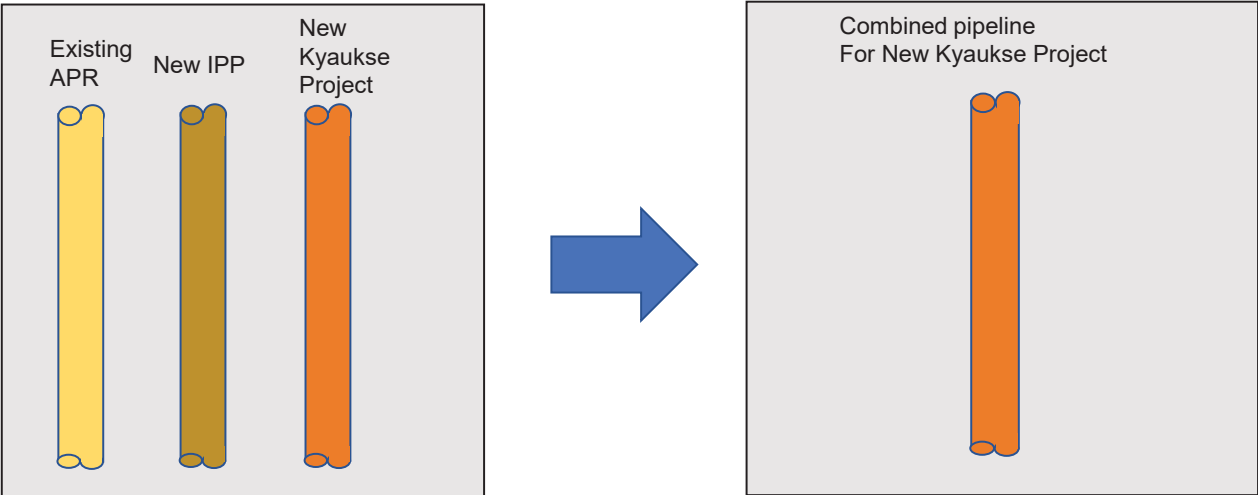 Existing
APR
New IPP
New
Kyaukse
Project
Combined pipeline
For New Kyaukse Project